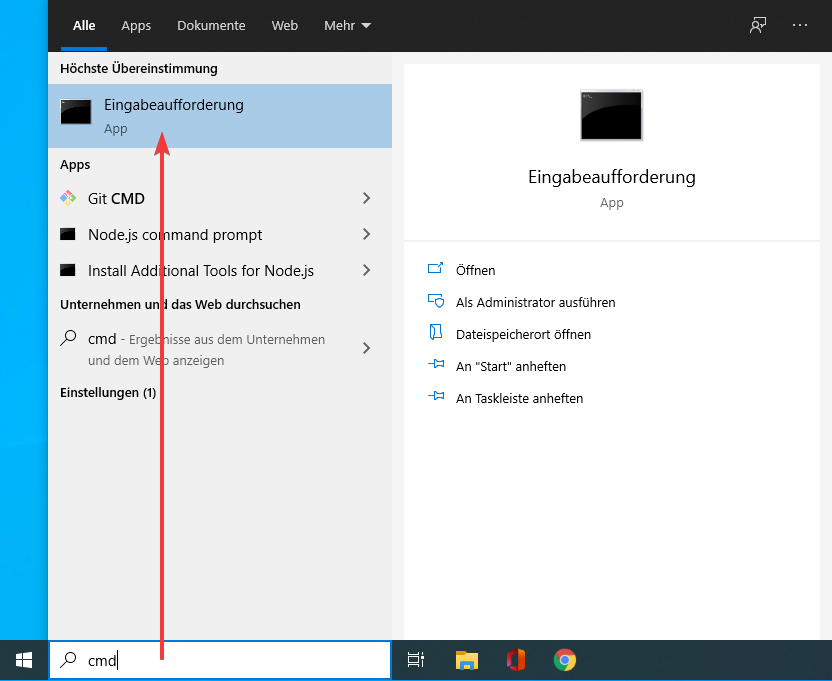 Alle Apps Dokumente Web Mehr
Höchste Übereinstimmung
Eingabeaufforderung
App
Apps
Git CMD
Node.js command prompt
Install Additional Tools for Node.js
Unternehmen und das Web durchsuchen
cmd - Ergebnisse aus dem Unternehmen
und dem Web anzeigen
Einstellungen (1)
Eingabeaufforderung
App
Öffnen
Als Administrator ausführen
Dateispeicherort öffnen
An "Start" anheften
An Taskleiste anheften
cmd